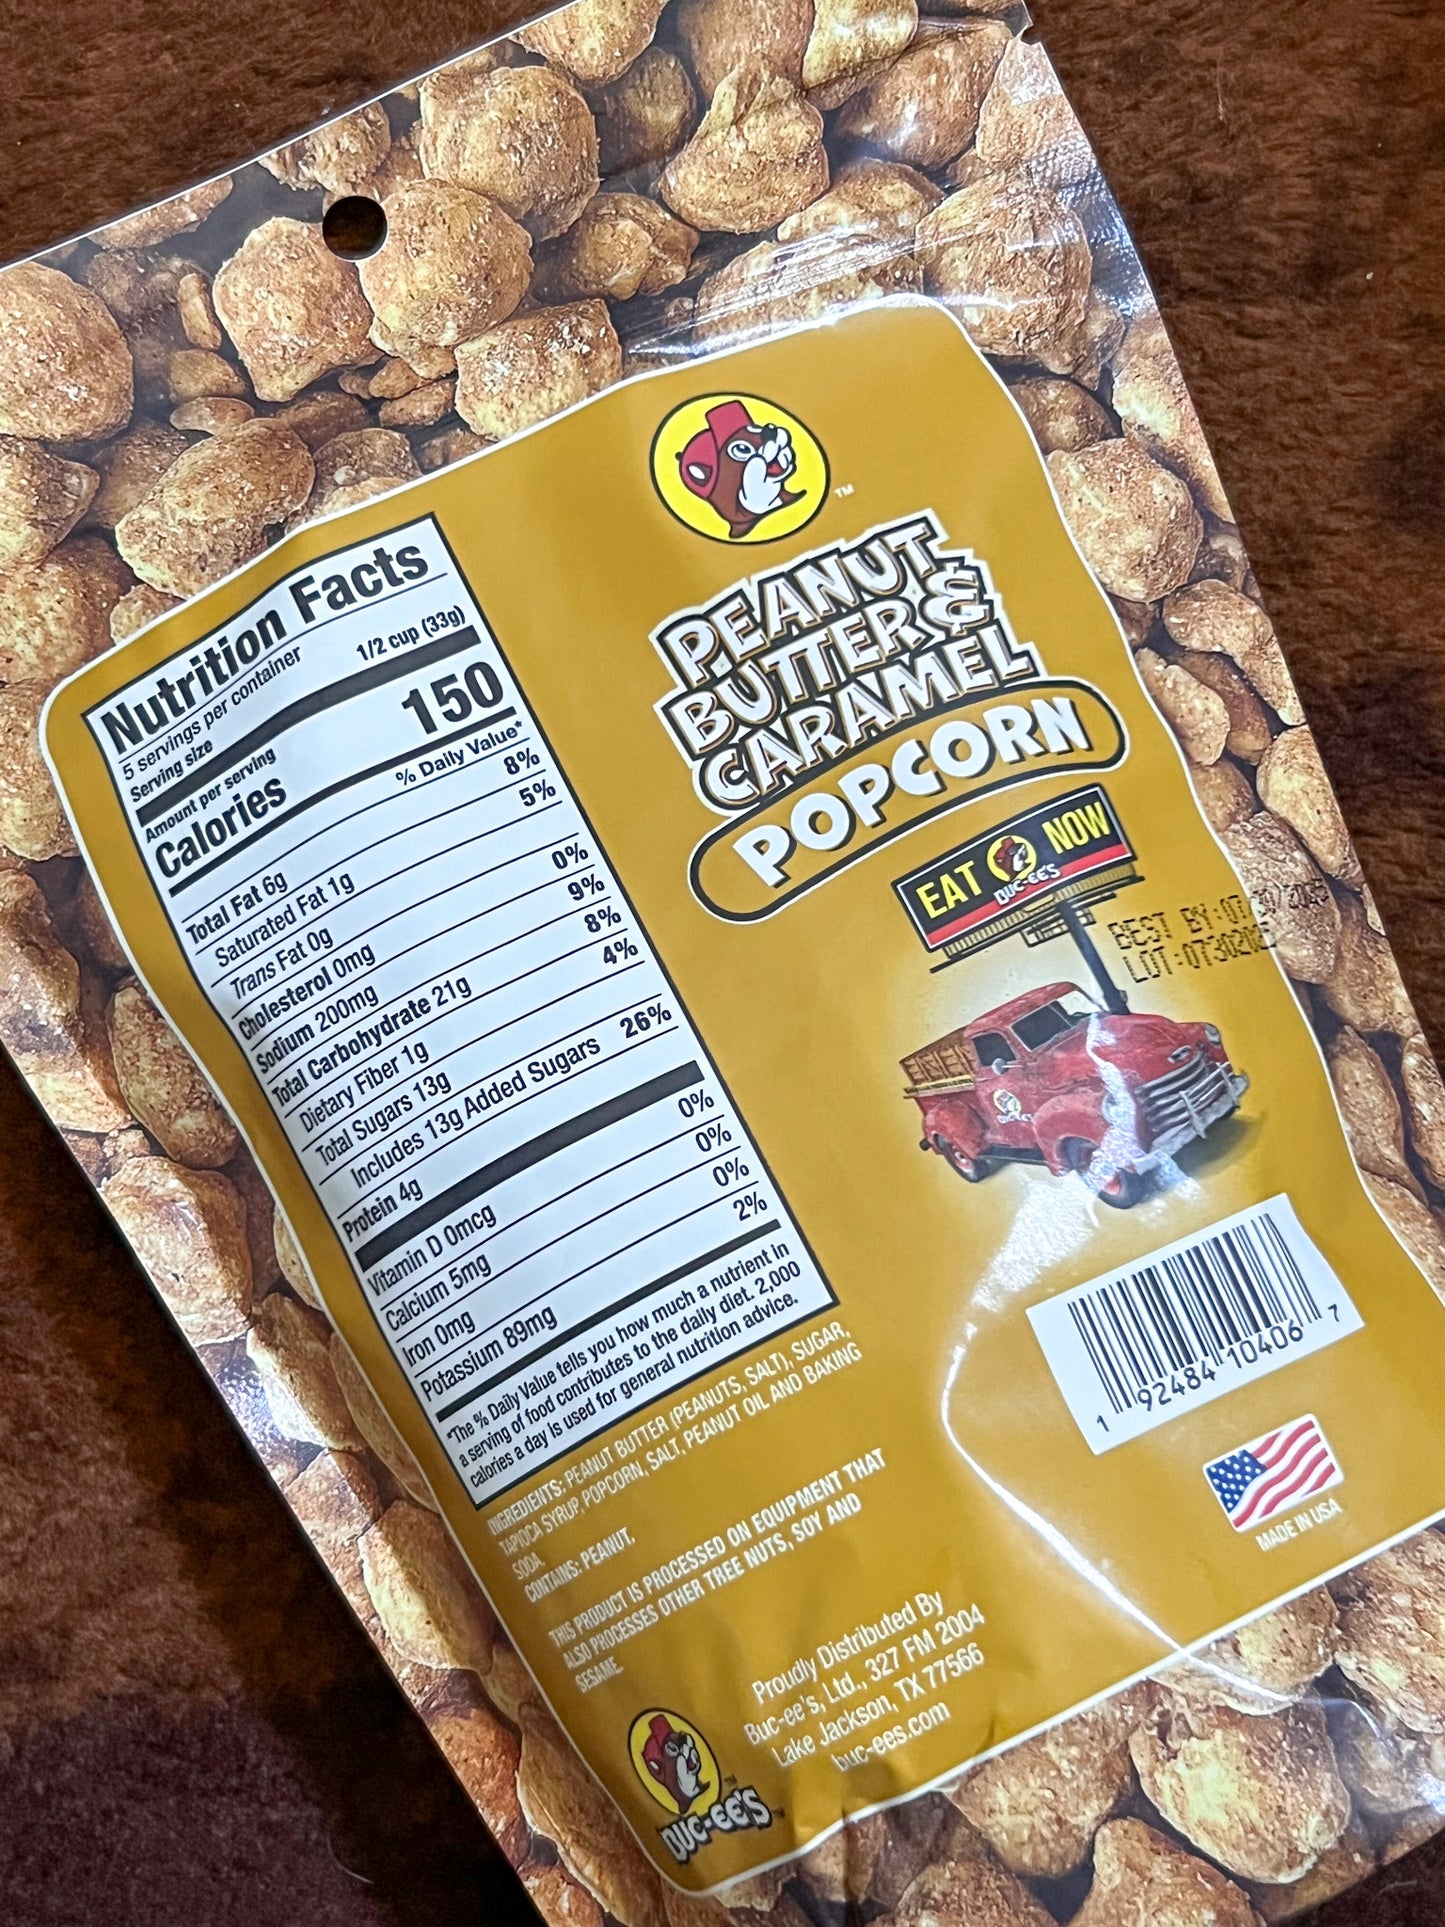 Nutrition Facts
5 servings per container
Serving size 1/2 cup (33g)
Amount per serving
Calories 150
% Daily Value*
Total Fat 6g 8%
Saturated Fat 1g 5%
Trans Fat 0g
Cholesterol 0mg 0%
Sodium 200mg 9%
Total Carbohydrate 21g 8%
Dietary Fiber 1g 4%
Total Sugars 13g
Includes 13g Added Sugars 26%
Protein 4g
Vitamin D 0mcg 0%
Calcium 5mg 0%
Iron 0mg 0%
Potassium 89mg 2%
*The % Daily Value tells you how much a nutrient in
a serving of food contributes to the daily diet. 2,000
calories a day is used for general nutrition advice.
INGREDIENTS: PEANUT BUTTER (PEANUTS, SALT), SUGAR,
TAPIOCA SYRUP, POPCORN, SALT, PEANUT OIL AND BAKING
SODA.
CONTAINS: PEANUT.
THIS PRODUCT IS PROCESSED ON EQUIPMENT THAT
ALSO PROCESSES OTHER TREE NUTS, SOY AND
SESAME
BUC-EE'S
TM
TM
PEANUT
BUTTER &
CARAMEL
POPCORN
EAT NOW
BUC-EE'S
BEST BY:
LOT:
1 92484 10406 7
MADE IN USA
Proudly Distributed By
Buc-ee's, Ltd., 327 FM 2004
Lake Jackson, TX 77566
buc-ees.com